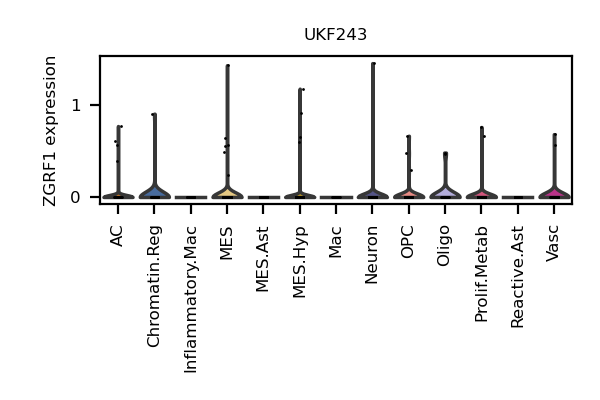 UKF243
ZGRF1 expression
1
0
AC
Chromatin.Reg
Inflammatory.Mac
MES
MES.Ast
MES.Hyp
Mac
Neuron
OPC
Oligo
Prolif.Metab
Reactive.Ast
Vasc